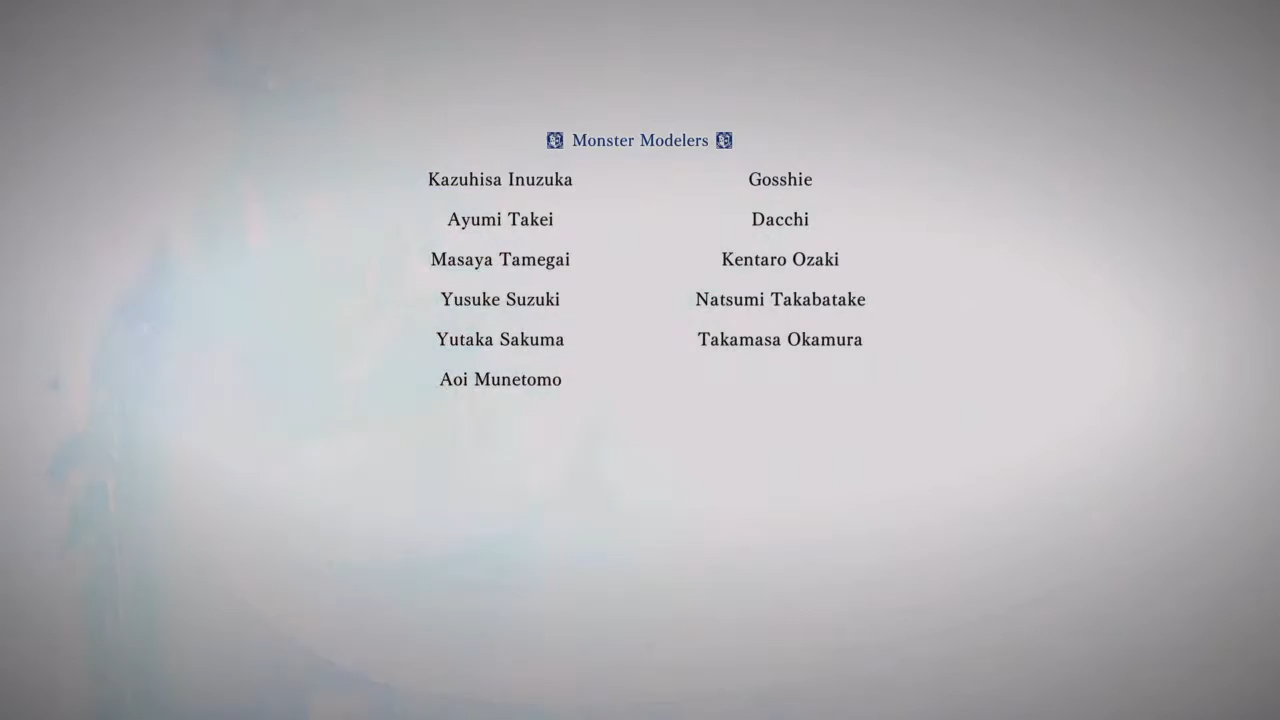 Monster Modelers
Kazuhisa Inuzuka
Gosshie
Ayumi Takei
Dacchi
Masaya Tamegai
Kentaro Ozaki
Yusuke Suzuki
Natsumi Takabatake
Yutaka Sakuma
Takamasa Okamura
Aoi Munetomo